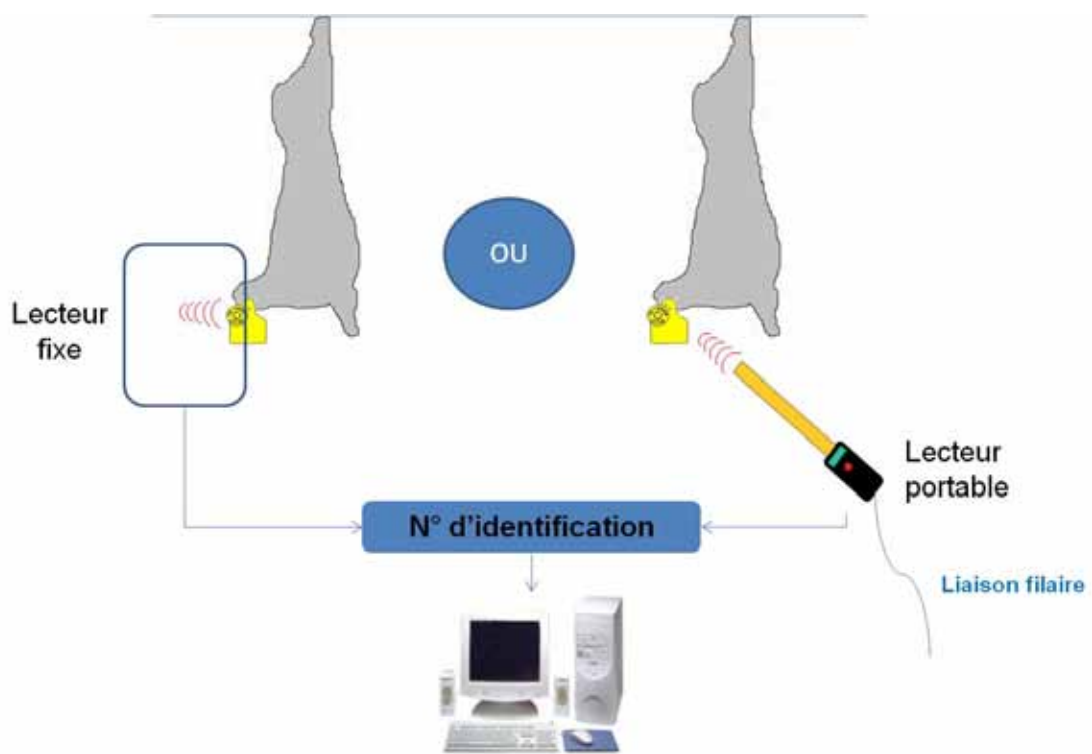 OU
Lecteur
fixe
Lecteur
portable
N° d'identification
Liaison filaire